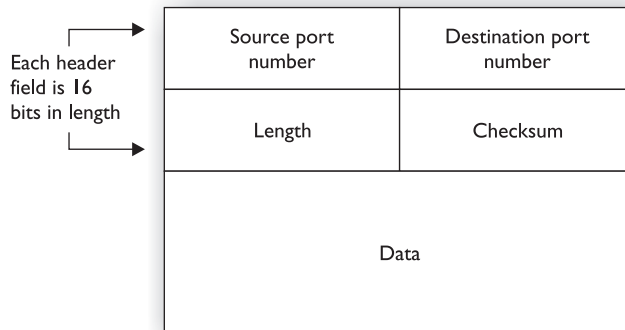 Each header
field is 16
bits in length
Source port
number
Destination port
number
Length
Checksum
Data